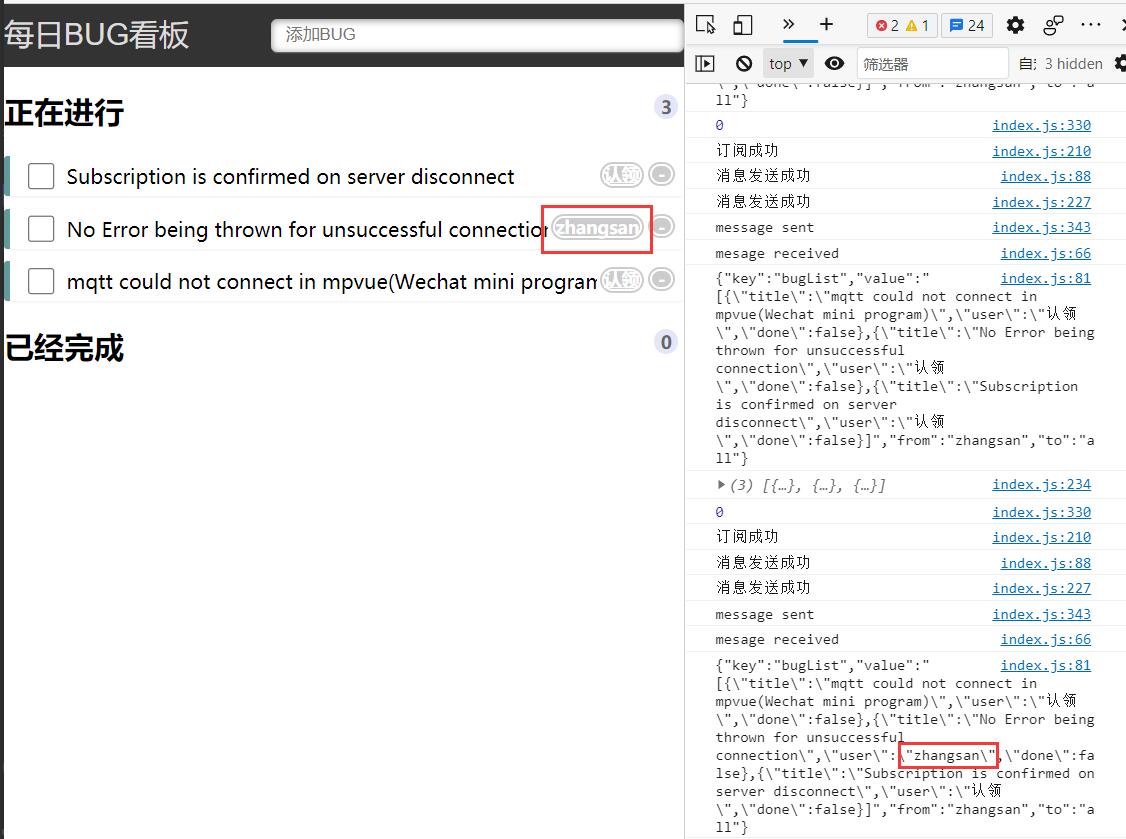 每日BUG看板
添加BUG
正在进行
3
Subscription is confirmed on server disconnect
认领
-
No Error being thrown for unsuccessful connection
zhangsan
-
mqtt could not connect in mpvue(Wechat mini program
认领
-
已经完成
0
2
1
24
top ▼
筛选器
自:
3 hidden
\",\"done\":false}]","from":"zhangsan","to":"a
ll"}
0 index.js:330
订阅成功 index.js:210
消息发送成功 index.js:88
消息发送成功 index.js:227
message sent index.js:343
mesage received index.js:66
{"key":"bugList","value":" index.js:81
[{\"title\":\"mqtt could not connect in
mpvue(Wechat mini program)\",\"user\":\"认领
\",\"done\":false},{\"title\":\"No Error being
thrown for unsuccessful
connection\",\"user\":\"认领
\",\"done\":false},{\"title\":\"Subscription
is confirmed on server
disconnect\",\"user\":\"认领
\",\"done\":false}]","from":"zhangsan","to":"a
ll"}
(3) [{…}, {…}, {…}] index.js:234
0 index.js:330
订阅成功 index.js:210
消息发送成功 index.js:88
消息发送成功 index.js:227
message sent index.js:343
mesage received index.js:66
{"key":"bugList","value":" index.js:81
[{\"title\":\"mqtt could not connect in
mpvue(Wechat mini program)\",\"user\":\"认领
\",\"done\":false},{\"title\":\"No Error being
thrown for unsuccessful
connection\",\"user\":\"zhangsan\",\"done\":fa
lse},{\"title\":\"Subscription is confirmed on
server disconnect\",\"user\":\"认领
\",\"done\":false}]","from":"zhangsan","to":"a
ll"}